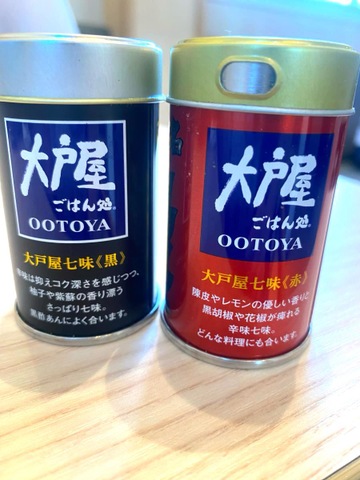 大戸屋
ごはん処®
OOTOYA
大戸屋七味《黒》
辛味は抑えコク深さを感じつつ、
柚子や紫蘇の香り漂う
さっぱり七味。
黒酢あんによく合います。
大戸屋
ごはん処®
OOTOYA
大戸屋七味《赤》
陳皮やレモンの優しい香りと
黒胡椒や花椒が痺れる
辛味七味。
どんな料理にも合います。